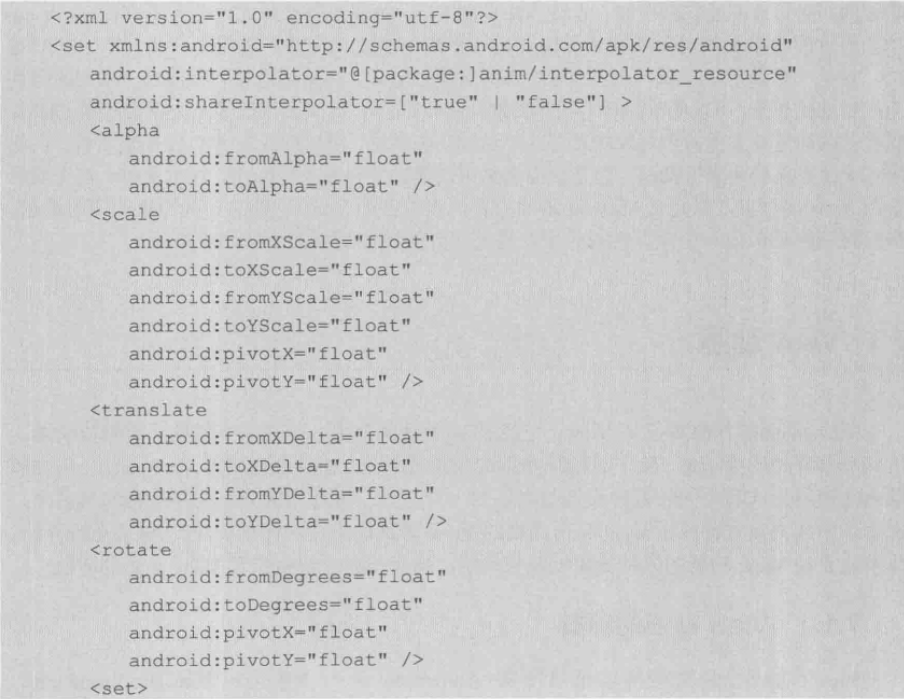 <?xml version="1.0" encoding="utf-8"?>
<set xmlns:android="http://schemas.android.com/apk/res/android"
android:interpolator="@[package:]anim/interpolator_resource"
android:shareInterpolator=["true" | "false"] >
<alpha
android:fromAlpha="float"
android:toAlpha="float" />
<scale
android:fromXScale="float"
android:toXScale="float"
android:fromYScale="float"
android:toYScale="float"
android:pivotX="float"
android:pivotY="float" />
<translate
android:fromXDelta="float"
android:toXDelta="float"
android:fromYDelta="float"
android:toYDelta="float" />
<rotate
android:fromDegrees="float"
android:toDegrees="float"
android:pivotX="float"
android:pivotY="float" />
<set>